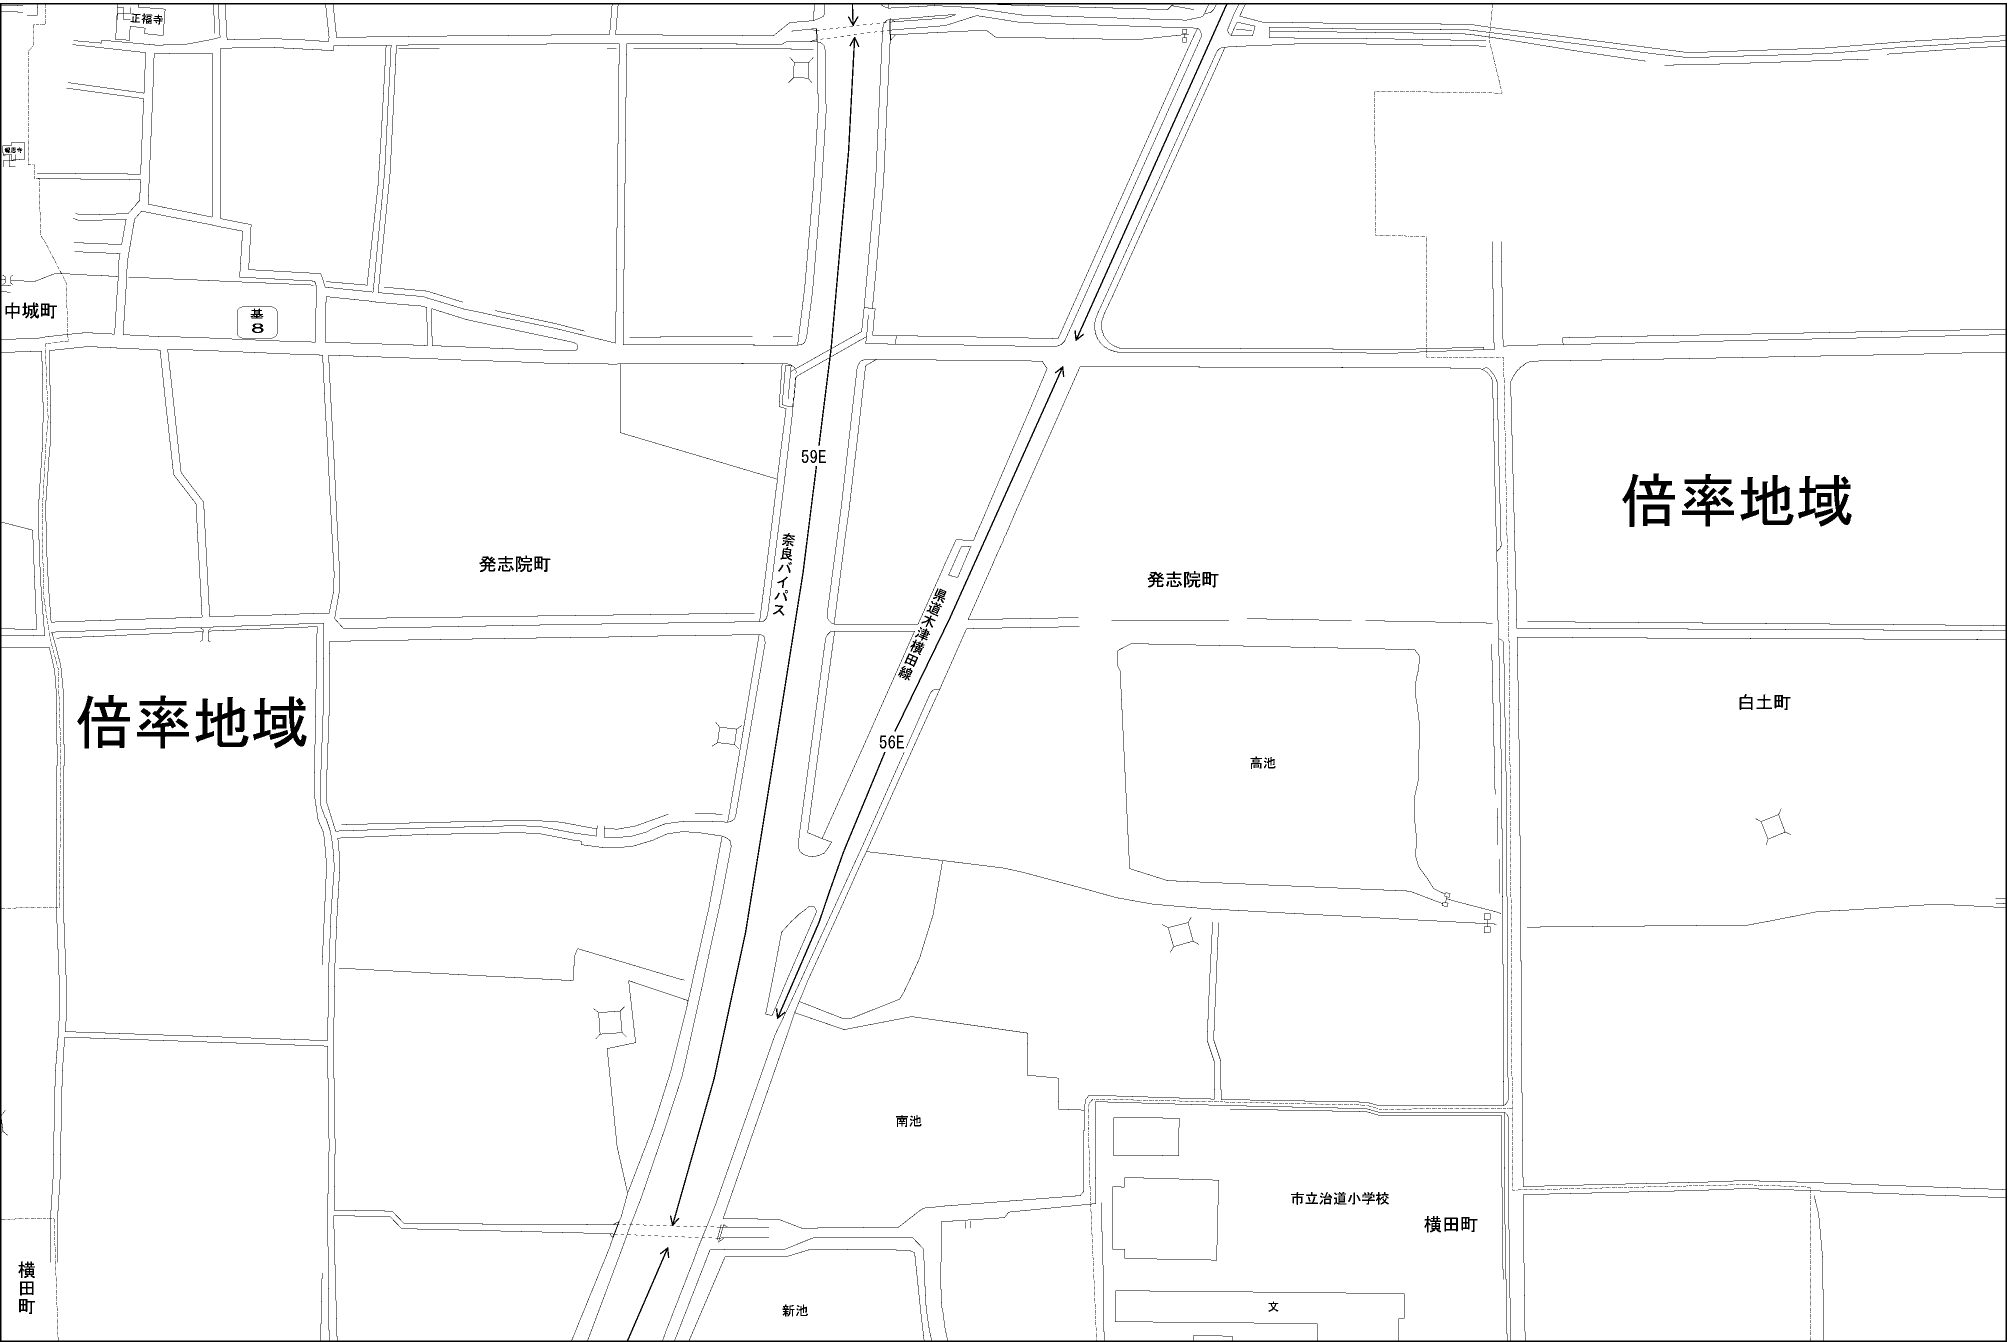 正福寺
中城町
基
8
59E
倍率地域
奈良バイパス
発志院町
発志院町
県道木津横田線
倍率地域
白土町
56E
高池
南池
市立治道小学校
横田町
横田町
新池
文